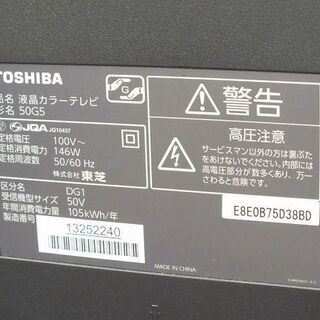 TOSHIBA
品名 液晶カラーテレビ
形名 50G5
JQA JQ10437
定格電圧 100V~
定格消費電力 146W
定格周波数 50/60 Hz
株式会社 東芝
区分名 DG1
受信機型サイズ 50V
年間消費電力量 105kWh/年
製造番号
13252240
警告
高圧注意
サービスマン以外の方は裏ぶたをあけないでください。内部には高電圧部分が数多くあり、万一さわると危険です。
E8E0B75D38BD
MADE IN CHINA